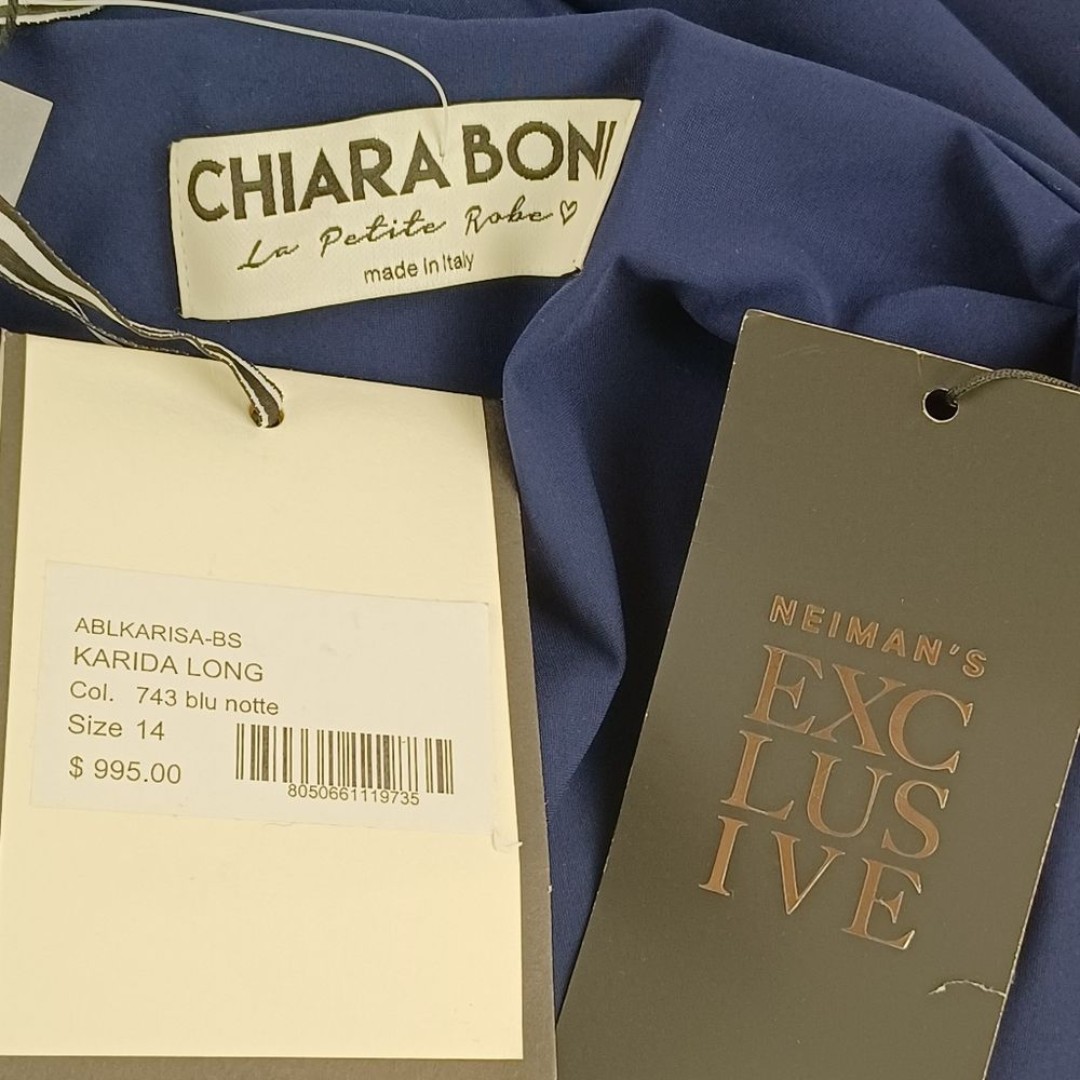 CHIARA BONI
La Petite Robe
made in Italy
ABLKARISA-BS
KARIDA LONG
Col. 743 blu notte
Size 14
$ 995.00
8050661119735
NEIMAN'S
EXC
LUS
IVE